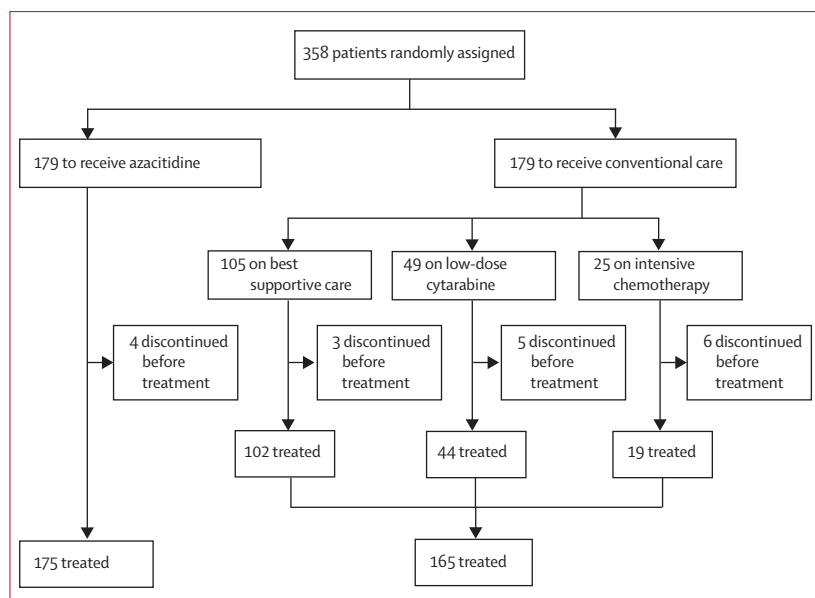 358 patients randomly assigned
179 to receive azacitidine
179 to receive conventional care
105 on best
supportive care
49 on low-dose
cytarabine
25 on intensive
chemotherapy
4 discontinued
before
treatment
3 discontinued
before
treatment
5 discontinued
before
treatment
6 discontinued
before
treatment
102 treated
44 treated
19 treated
175 treated
165 treated